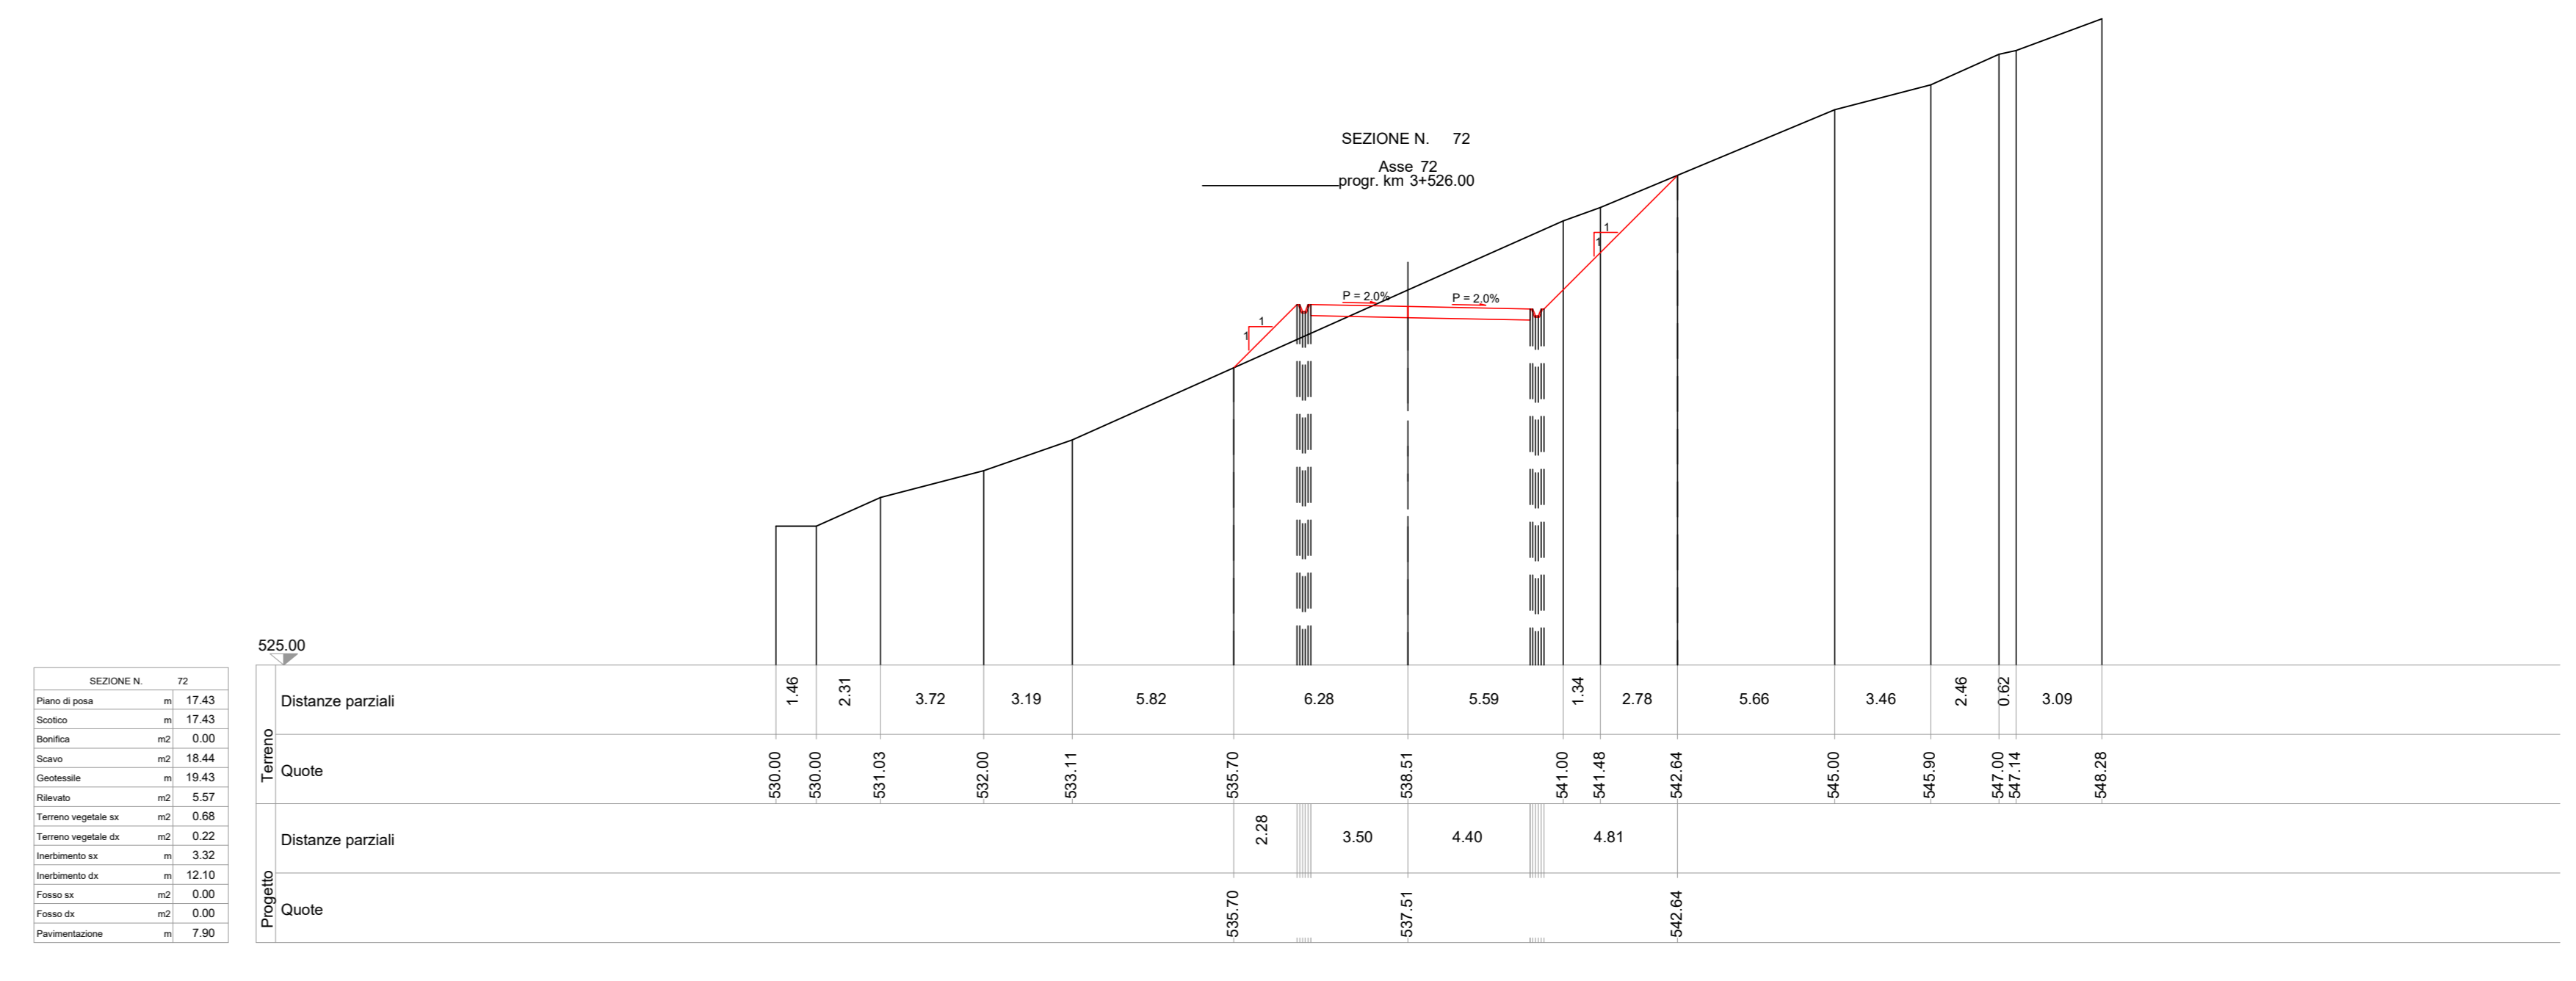 SEZIONE N. 72
Asse 72
progr. km 3+526.00
1
1
P = 2.0%
P = 2.0%
1
1
525.00
SEZIONE N. 72
Piano di posa m 17.43
Scotico m 17.43
Bonifica m2 0.00
Scavo m2 18.44
Geotessile m 19.43
Rilevato m2 5.57
Terreno vegetale sx m2 0.68
Terreno vegetale dx m2 0.22
Inerbimento sx m 3.32
Inerbimento dx m 12.10
Fosso sx m2 0.00
Fosso dx m2 0.00
Pavimentazione m 7.90
Terreno
Distanze parziali 1.46 2.31 3.72 3.19 5.82 6.28 5.59 1.34 2.78 5.66 3.46 2.46 0.62 3.09
Quote 530.00 530.00 531.03 532.00 533.11 535.70 538.51 541.00 541.48 542.64 545.00 545.90 547.00 547.14 548.28
Progetto
Distanze parziali 2.28 3.50 4.40 4.81
Quote 535.70 537.51 542.64